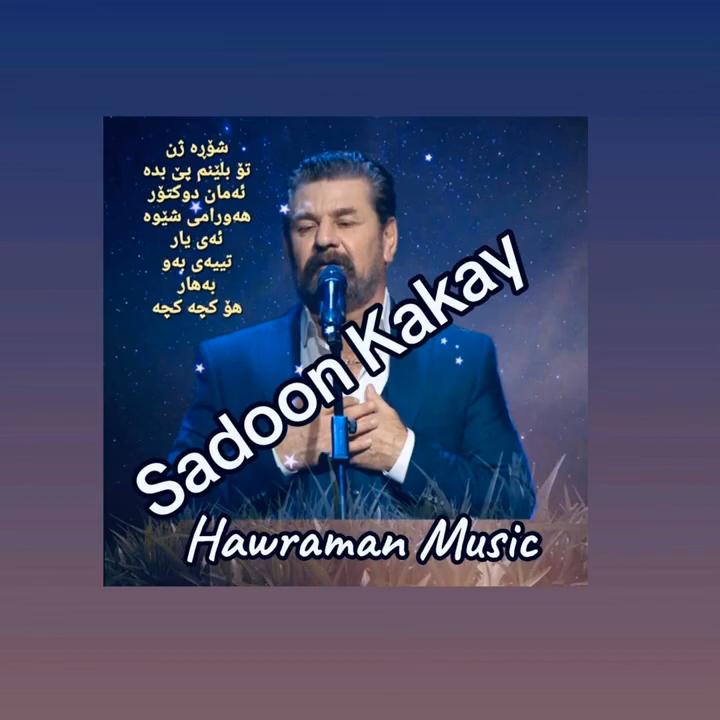 شۆڕە ژن
تۆ بڵێنم پێ بدە
ئەمان دوکتۆر
هەورامی شێوە
ئەی یار
تییەی بەو
بەهار
هۆ کچە کچە
Sadoon Kakay
Hawraman Music